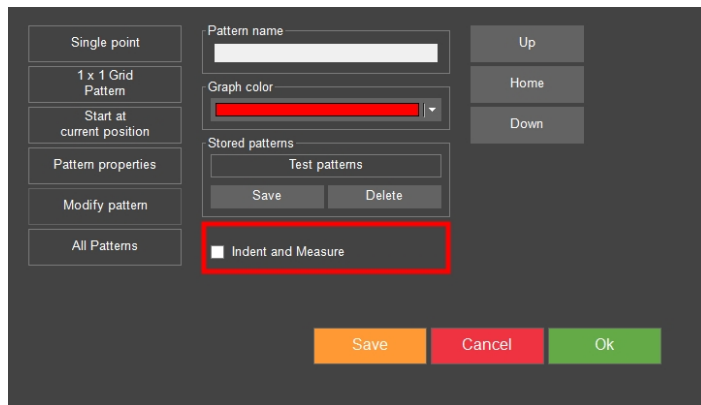 Single point
1 x 1 Grid
Pattern
Start at
current position
Pattern properties
Modify pattern
All Patterns
Pattern name
Graph color
Stored patterns
Test patterns
Save
Delete
Indent and Measure
Up
Home
Down
Save
Cancel
Ok